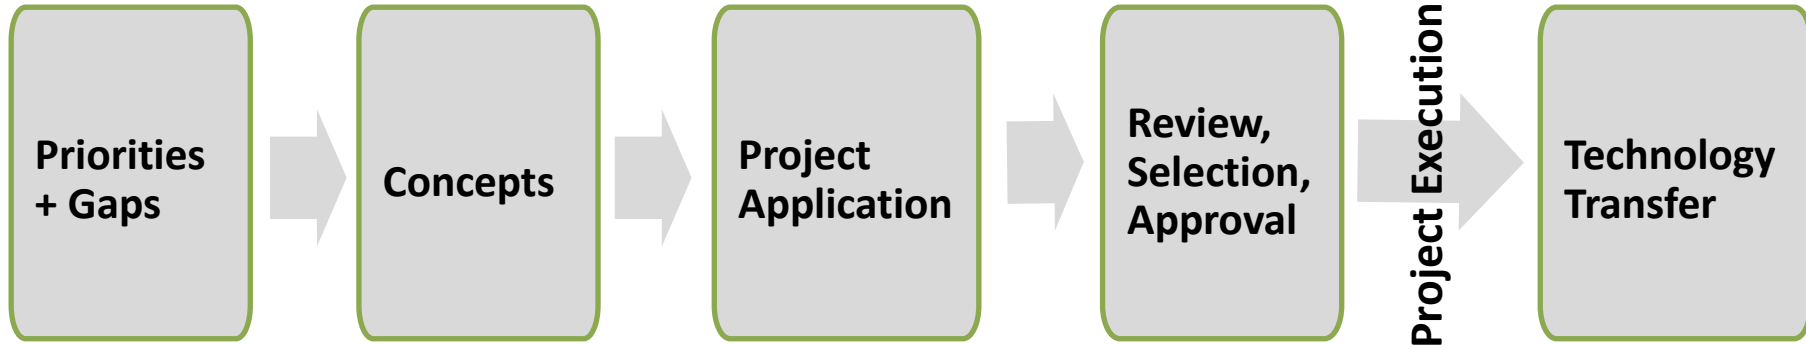 Priorities
+ Gaps
Concepts
Project
Application
Review,
Selection,
Approval
Project Execution
Technology
Transfer